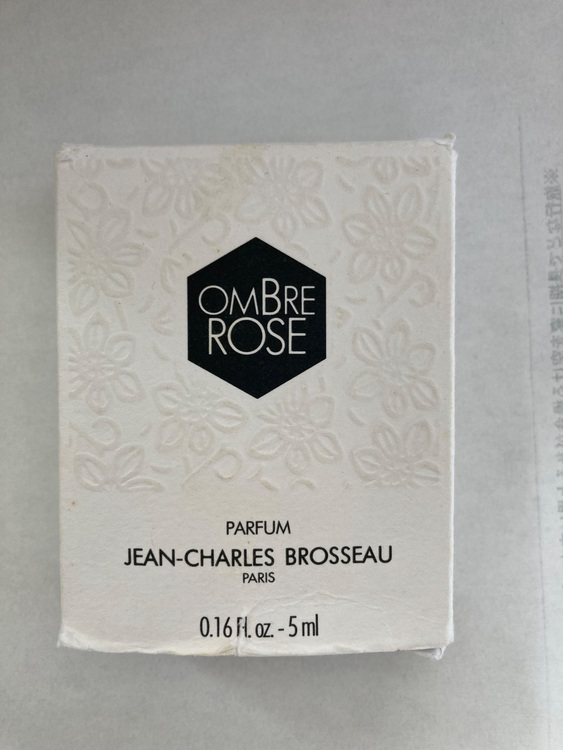 OMBRE
ROSE
PARFUM
JEAN-CHARLES BROSSEAU
PARIS
0.16 Fl. oz. - 5 ml